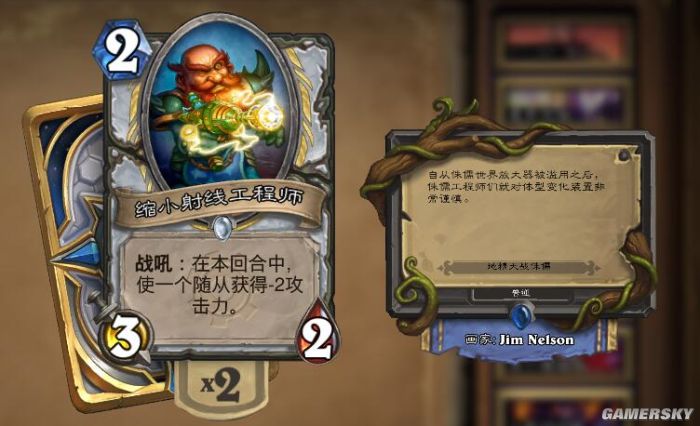 2
缩小射线工程师
战吼：在本回合中，
使一个随从获得-2攻
击力。
3
2
x2
自从侏儒世界放大器被滥用之后，
侏儒工程师们就对体型变化装置非
常谨慎。
地精大战侏儒
普通
画家: Jim Nelson
GAMERSKY